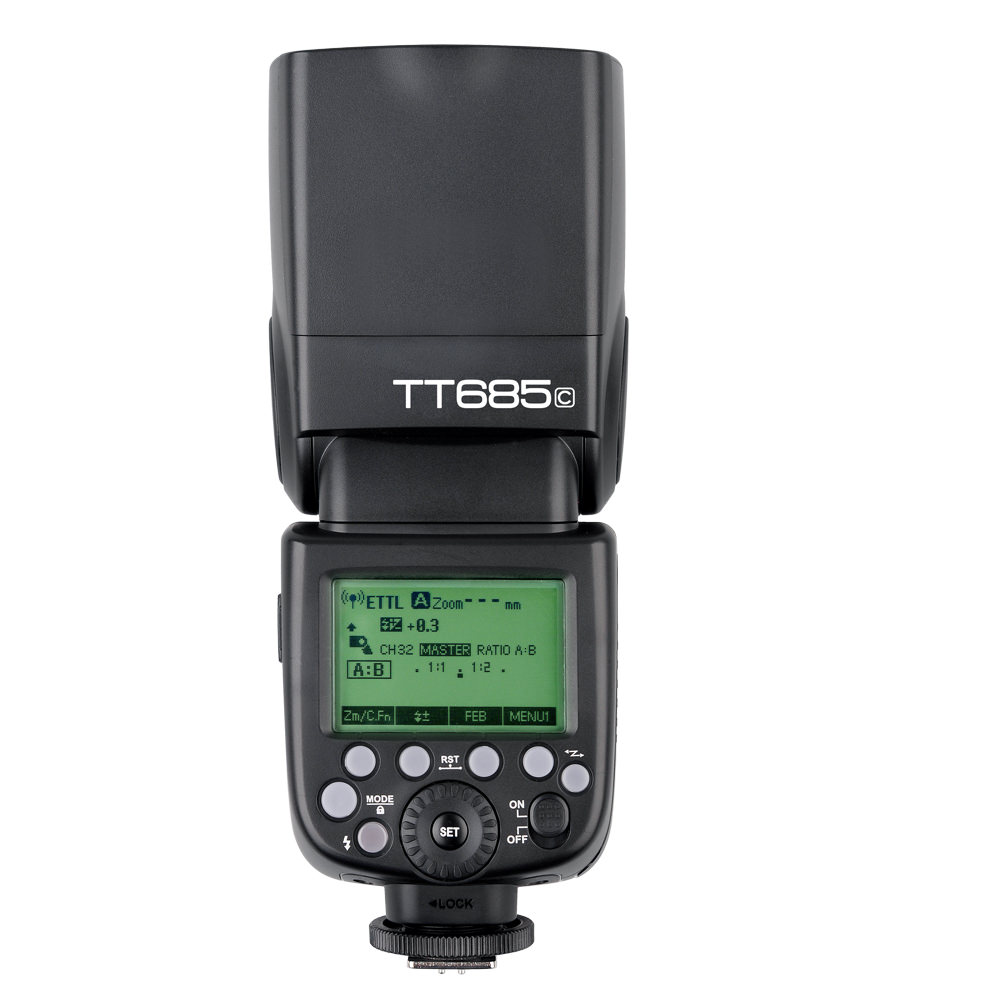 TT685 C
ETTL A Zoom--- mm
+0.3
CH32 MASTER RATIO A:B
A:B . 1:1 . 1:2 .
Zm/C.Fn ± FEB MENU1
RST
MODE
ON
SET
OFF
◄LOCK